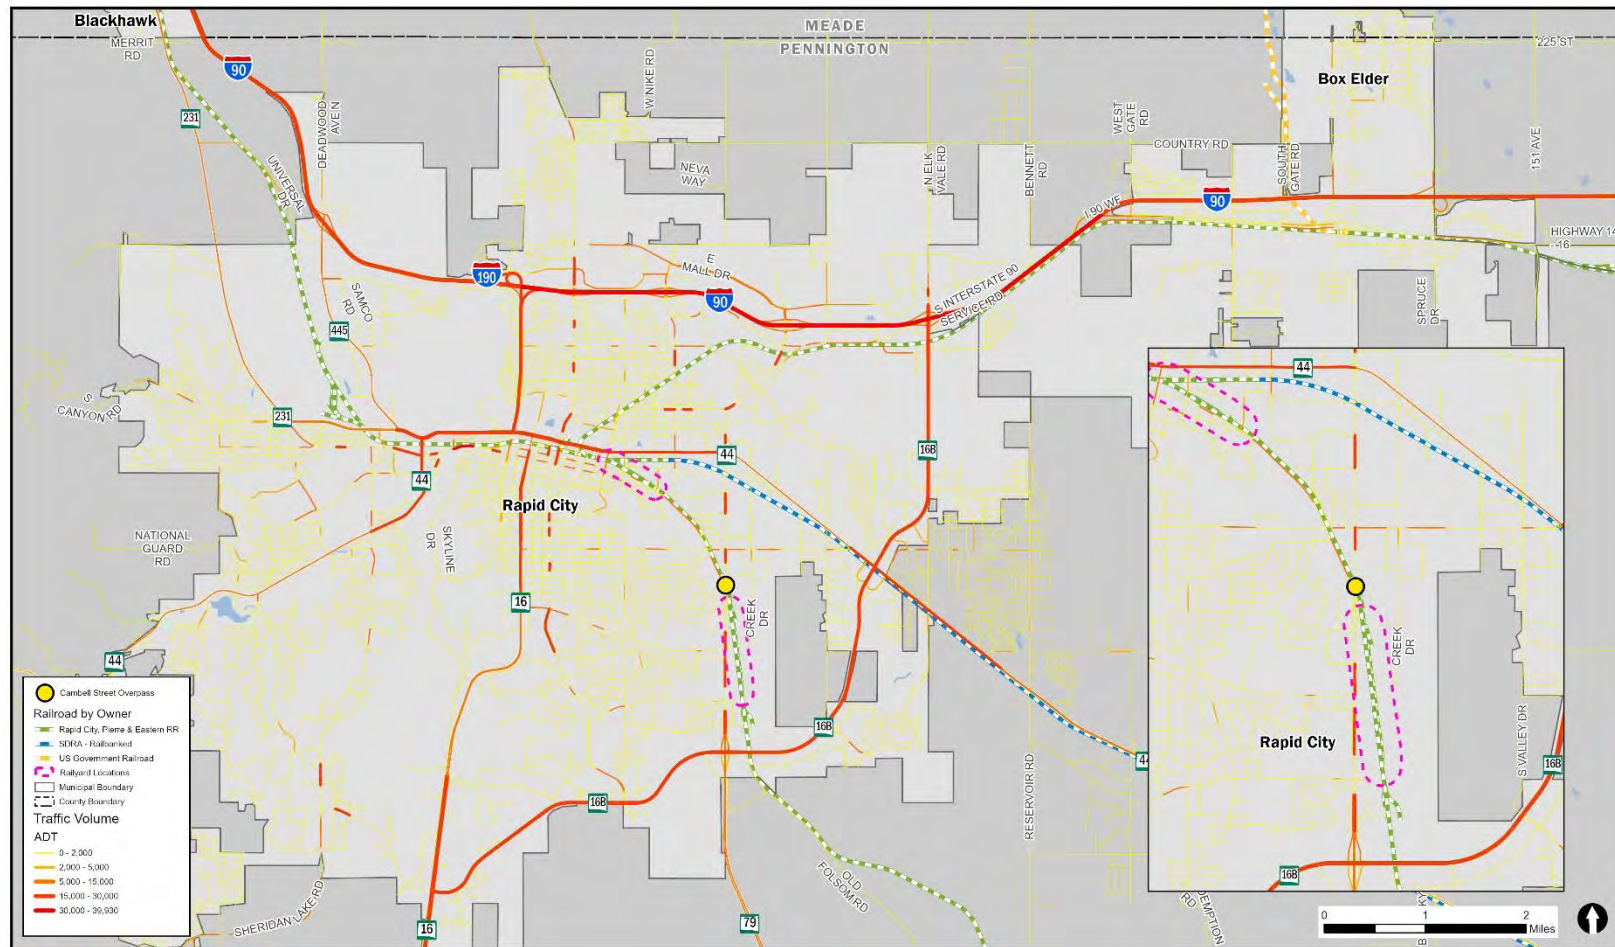 Blackhawk
MERRIT
RD
MEADE
PENNINGTON
225 ST
90
W NIKE RD
Box Elder
231
DEADWOOD
AVE N
WEST
GATE
RD
COUNTRY RD
151 AVE
UNIVERSAL
DR
NEVA
WAY
N ELK
VALE RD
BENNETT
RD
SOUTH
GATE RD
90
I 90 WF
HIGHWAY 14
- 16
190
E
MALL DR
90
S INTERSTATE 90
SERVICE RD
SAMCO
RD
445
SPRUCE
DR
S
CANYON RD
231
44
44
16B
44
Rapid City
NATIONAL
GUARD
RD
SKYLINE
DR
16
CREEK
DR
CREEK
DR
44
16B
Rapid City
S VALLEY DR
16B
16B
16B
RESERVOIR RD
44
OLD
FOLSOM RD
SHERIDAN LAKE RD
16
79
Cambell Street Overpass
Railroad by Owner
Rapid City, Pierre & Eastern RR
SDRA - Railbanked
US Government Railroad
Railyard Locations
Municipal Boundary
County Boundary
Traffic Volume
ADT
0 - 2,000
2,000 - 5,000
5,000 - 15,000
15,000 - 30,000
30,000 - 39,930
0 1 2
Miles